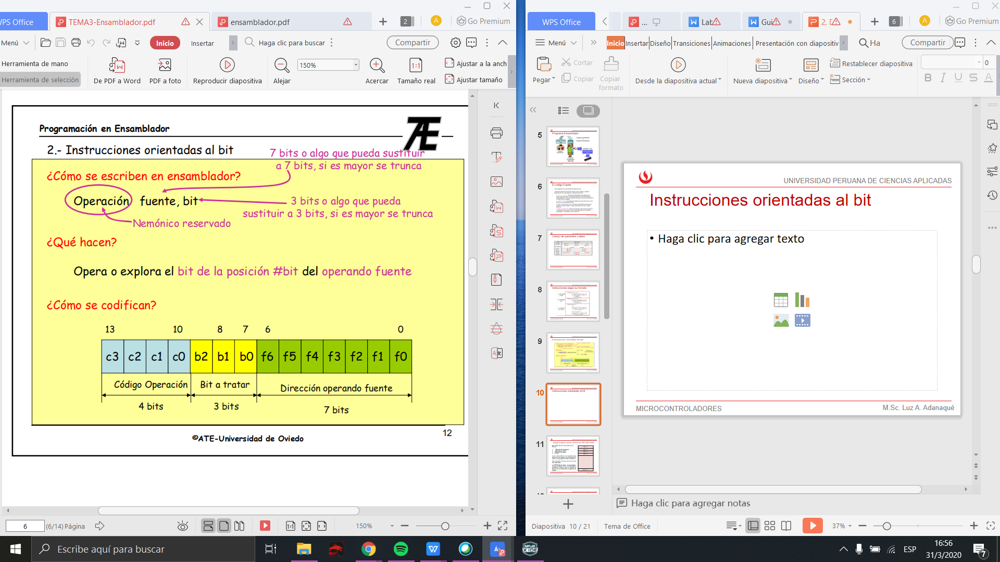 WPS Office
TEMA3-Ensamblador.pdf
ensamblador.pdf
2
A
Go Premium
Menú
Inicio
Insertar
Haga clic para buscar
Compartir
Herramienta de mano
Herramienta de selección
De PDF a Word
PDF a foto
Reproducir diapositiva
Alejar
150%
Acercar
1:1
Tamaño real
Ajustar a la anch
Ajustar tamaño
Programación en Ensamblador
2.- Instrucciones orientadas al bit
7 bits o algo que pueda sustituir
a 7 bits, si es mayor se trunca
¿Cómo se escriben en ensamblador?
Operación fuente, bit
3 bits o algo que pueda
sustituir a 3 bits, si es mayor se trunca
Nemónico reservado
¿Qué hacen?
Opera o explora el bit de la posición #bit del operando fuente
¿Cómo se codifican?
13 10 8 7 6 0
c3 c2 c1 c0 b2 b1 b0 f6 f5 f4 f3 f2 f1 f0
Código Operación Bit a tratar Dirección operando fuente
4 bits 3 bits 7 bits
12
©ATE-Universidad de Oviedo
6
(6/14) Página
150%
WPS Office
...
Lab
Gui
2.
6
A
Go Premium
Menú
Inicio
Insertar
Diseño
Transiciones
Animaciones
Presentación con diapositiv
Ha
Compartir
Pegar
Cortar
Copiar
Copiar
formato
Desde la diapositiva actual
Nueva diapositiva
Diseño
Restablecer diapositiva
Sección
0
B I U S A
5
Programa Ensamblador
6
El código Fuente
7
Campo de operandos y datos
8
Instrucciones según su formato
9
Instrucciones orientadas al byte
10
Instrucciones orientadas al bit
11
UNIVERSIDAD PERUANA DE CIENCIAS APLICADAS
Instrucciones orientadas al bit
• Haga clic para agregar texto
MICROCONTROLADORES
M.Sc. Luz A. Adanaqué
Haga clic para agregar notas
Diapositiva 10 / 21
Tema de Office
37%
Escribe aquí para buscar
ESP
16:56
31/3/2020
7